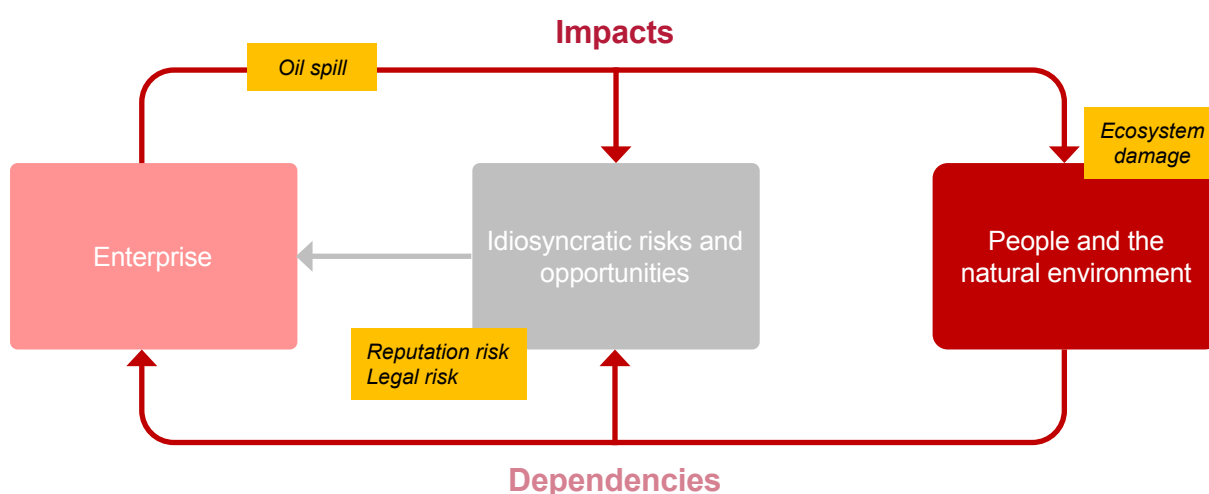 Impacts
Oil spill
Ecosystem
damage
Enterprise
Idiosyncratic risks and
opportunities
People and the
natural environment
Reputation risk
Legal risk
Dependencies